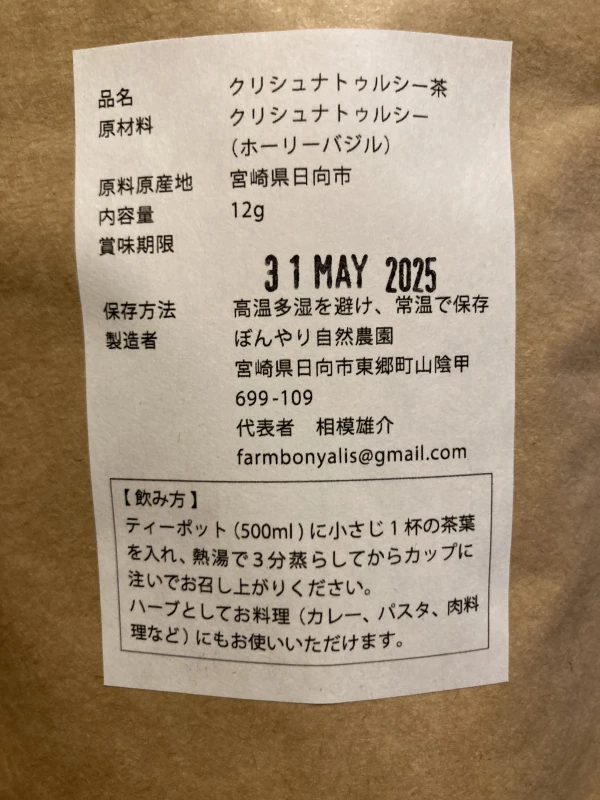 品名 クリシュナトゥルシー茶
原材料 クリシュナトゥルシー
（ホーリーバジル）
原料原産地 宮崎県日向市
内容量 12g
賞味期限
31 MAY 2025
保存方法 高温多湿を避け、常温で保存
製造者 ぼんやり自然農園
宮崎県日向市東郷町山陰甲
699-109
代表者 相模雄介
farmbonyalis@gmail.com
【飲み方】
ティーポット（500ml）に小さじ1杯の茶葉
を入れ、熱湯で3分蒸らしてからカップに
注いでお召し上がりください。
ハーブとしてお料理（カレー、パスタ、肉料
理など）にもお使いいただけます。